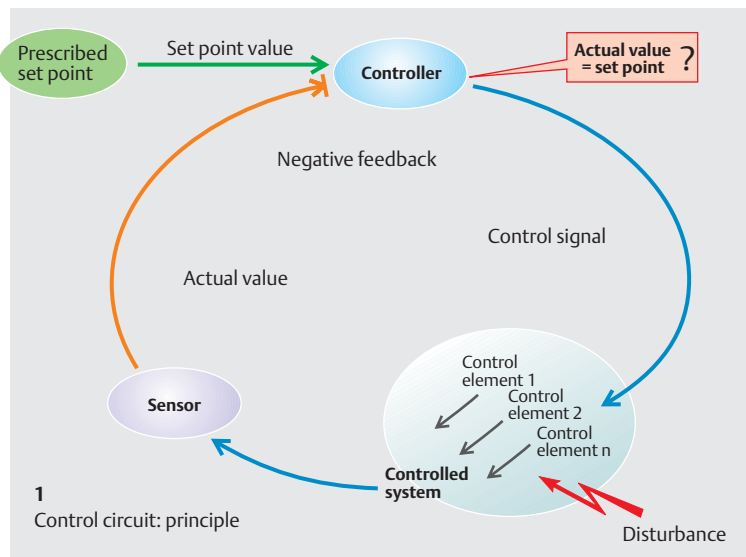 Prescribed
set point
Set point value
Controller
Actual value
= set point ?
Negative feedback
Control signal
Actual value
Sensor
Control
element 1
Control
element 2
Control
element n
Controlled
system
Disturbance
1
Control circuit: principle